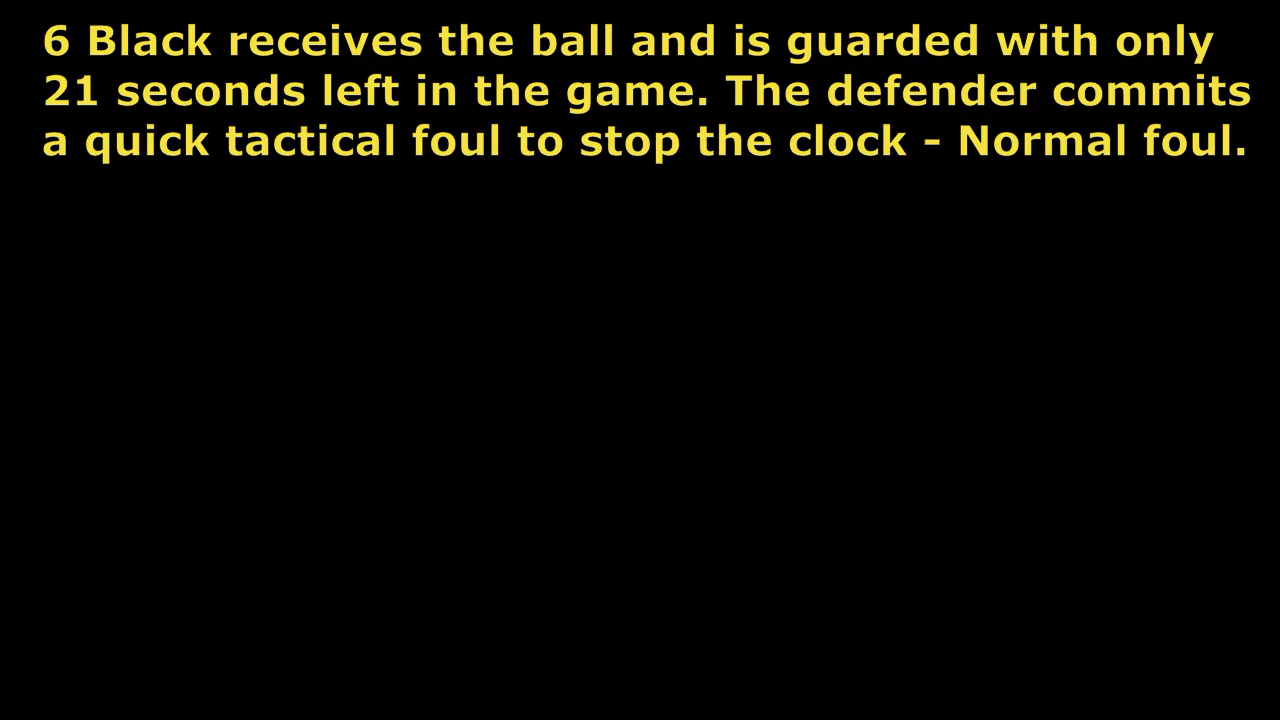 6 Black receives the ball and is guarded with only
21 seconds left in the game. The defender commits
a quick tactical foul to stop the clock - Normal foul.